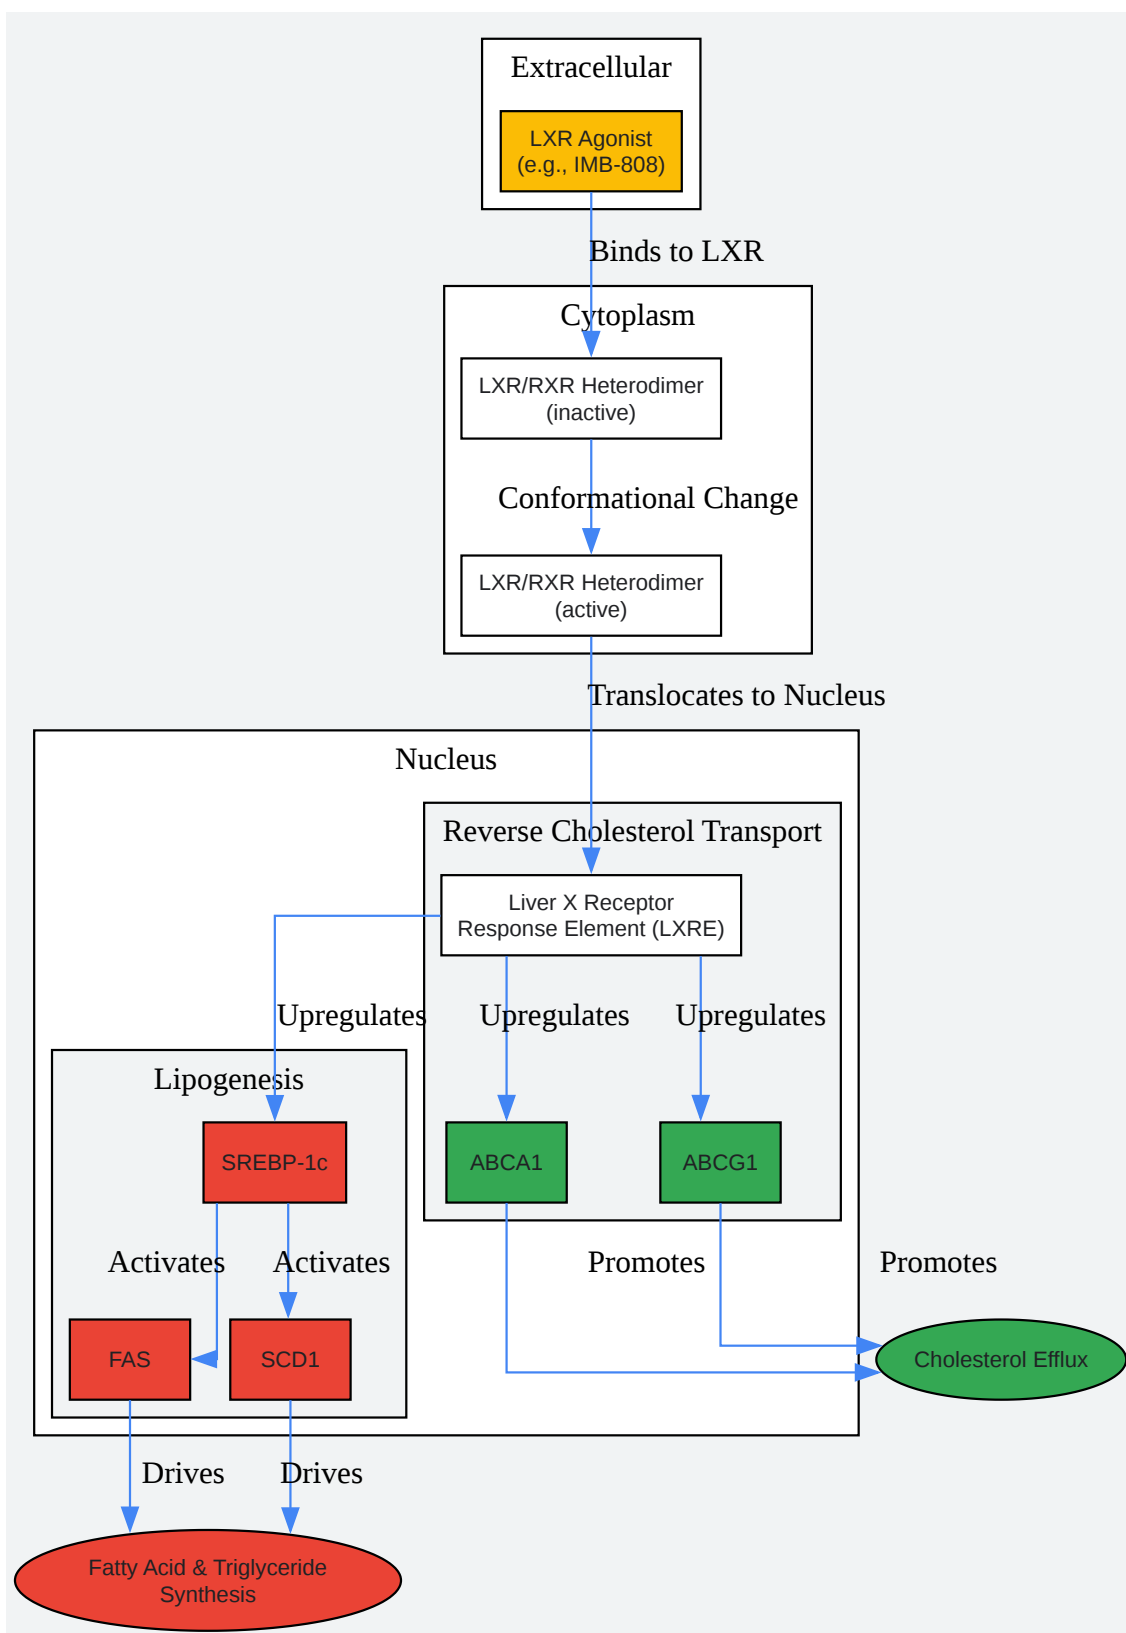 Extracellular
LXR Agonist
(e.g., IMB-808)
Binds to LXR
Cytoplasm
LXR/RXR Heterodimer
(inactive)
Conformational Change
LXR/RXR Heterodimer
(active)
Translocates to Nucleus
Nucleus
Reverse Cholesterol Transport
Liver X Receptor
Response Element (LXRE)
Upregulates
Upregulates
Upregulates
Lipogenesis
SREBP-1c
ABCA1
ABCG1
Activates
Activates
Promotes
Promotes
FAS
SCD1
Cholesterol Efflux
Drives
Drives
Fatty Acid & Triglyceride
Synthesis